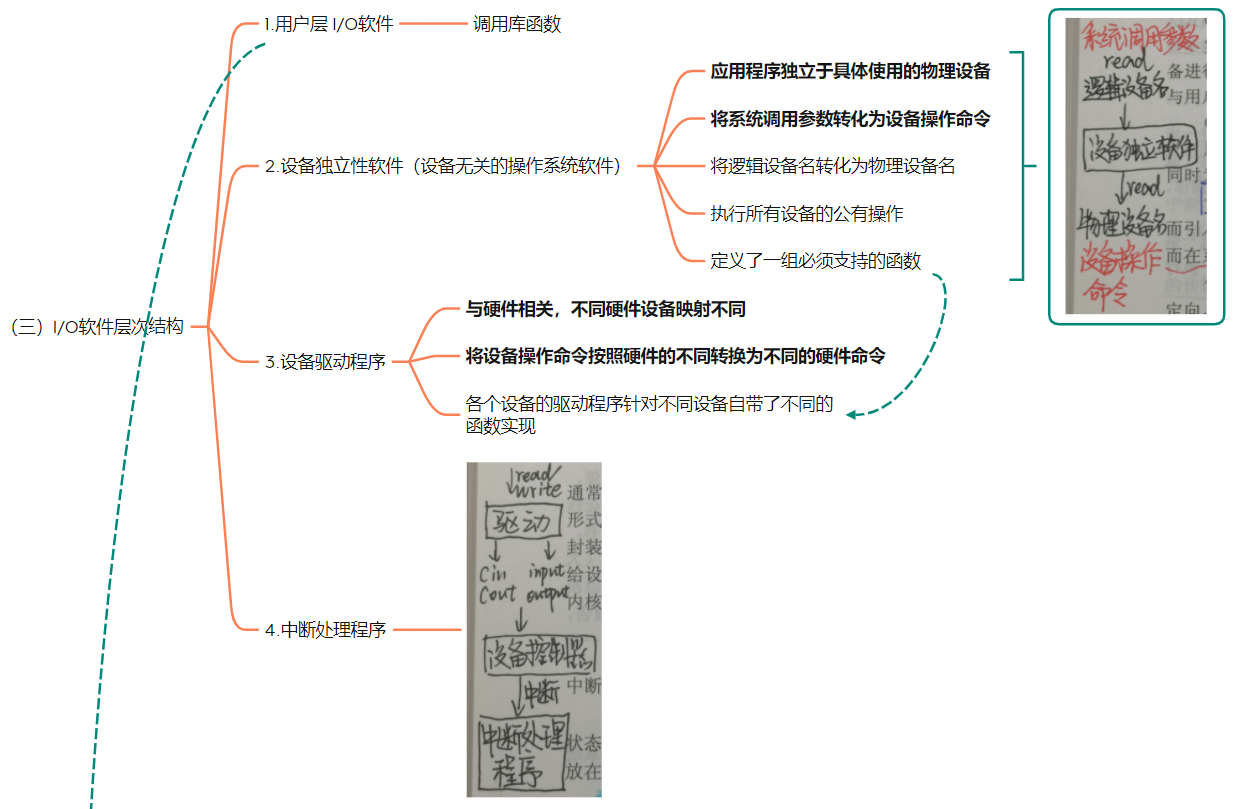 （三）I/O软件层次结构
1.用户层 I/O软件
调用库函数
2.设备独立性软件（设备无关的操作系统软件）
应用程序独立于具体使用的物理设备
将系统调用参数转化为设备操作命令
将逻辑设备名转化为物理设备名
执行所有设备的公有操作
定义了一组必须支持的函数
系统调用参数
read
逻辑设备名
设备独立软件
read
物理设备名
设备操作
命令
备进
与用
同时
而引
而在
定向
3.设备驱动程序
与硬件相关，不同硬件设备映射不同
将设备操作命令按照硬件的不同转换为不同的硬件命令
各个设备的驱动程序针对不同设备自带了不同的
函数实现
4.中断处理程序
read/
write
驱动
Cin input
Cout output
设备控制器
中断
中断处理
程序
通常
形式
封装
给设
内核
中断
状态
放在